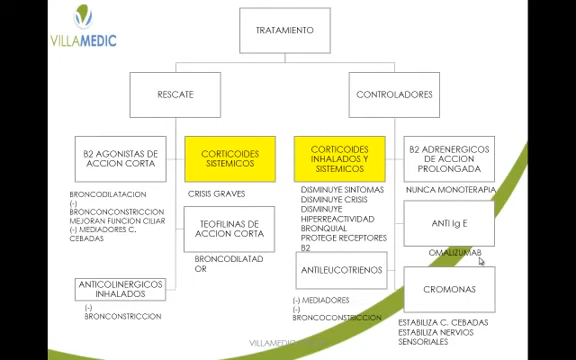 VILLAMEDIC
TRATAMIENTO
RESCATE
CONTROLADORES
B2 AGONISTAS DE
ACCION CORTA
CORTICOIDES
SISTEMICOS
CORTICOIDES
INHALADOS Y
SISTEMICOS
B2 ADRENERGICOS
DE ACCION
PROLONGADA
BRONCODILATACION
(-)
BRONCONCONSTRICCION
MEJORAN FUNCION CILIAR
(-) MEDIADORES C.
CEBADAS
CRISIS GRAVES
DISMINUYE SINTOMAS
DISMINUYE CRISIS
DISMINUYE
HIPERREACTIVIDAD
BRONQUIAL
PROTEGE RECEPTORES
B2
NUNCA MONOTERAPIA
TEOFILINAS DE
ACCION CORTA
ANTI Ig E
BRONCODILATAD
OR
OMALIZUMAB
ANTICOLINERGICOS
INHALADOS
ANTILEUCOTRIENOS
CROMONAS
(-)
BRONCONSTRICCION
(-) MEDIADORES
(-)
BRONCOCONSTRICCION
ESTABILIZA C. CEBADAS
ESTABILIZA NERVIOS
SENSORIALES